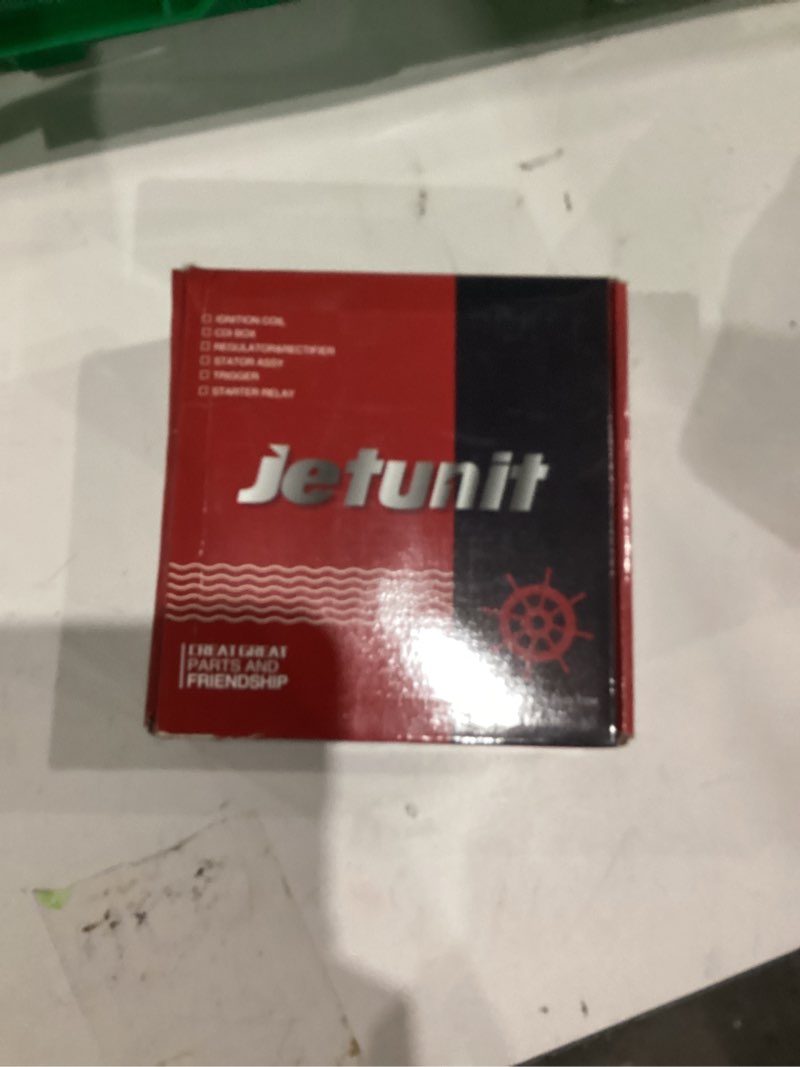 IGNITION COIL
CDI BOX
REGULATOR&RECTIFIER
STATOR ASSY
TRIGGER
STARTER RELAY
jetunit
CREAT GREAT
PARTS AND
FRIENDSHIP